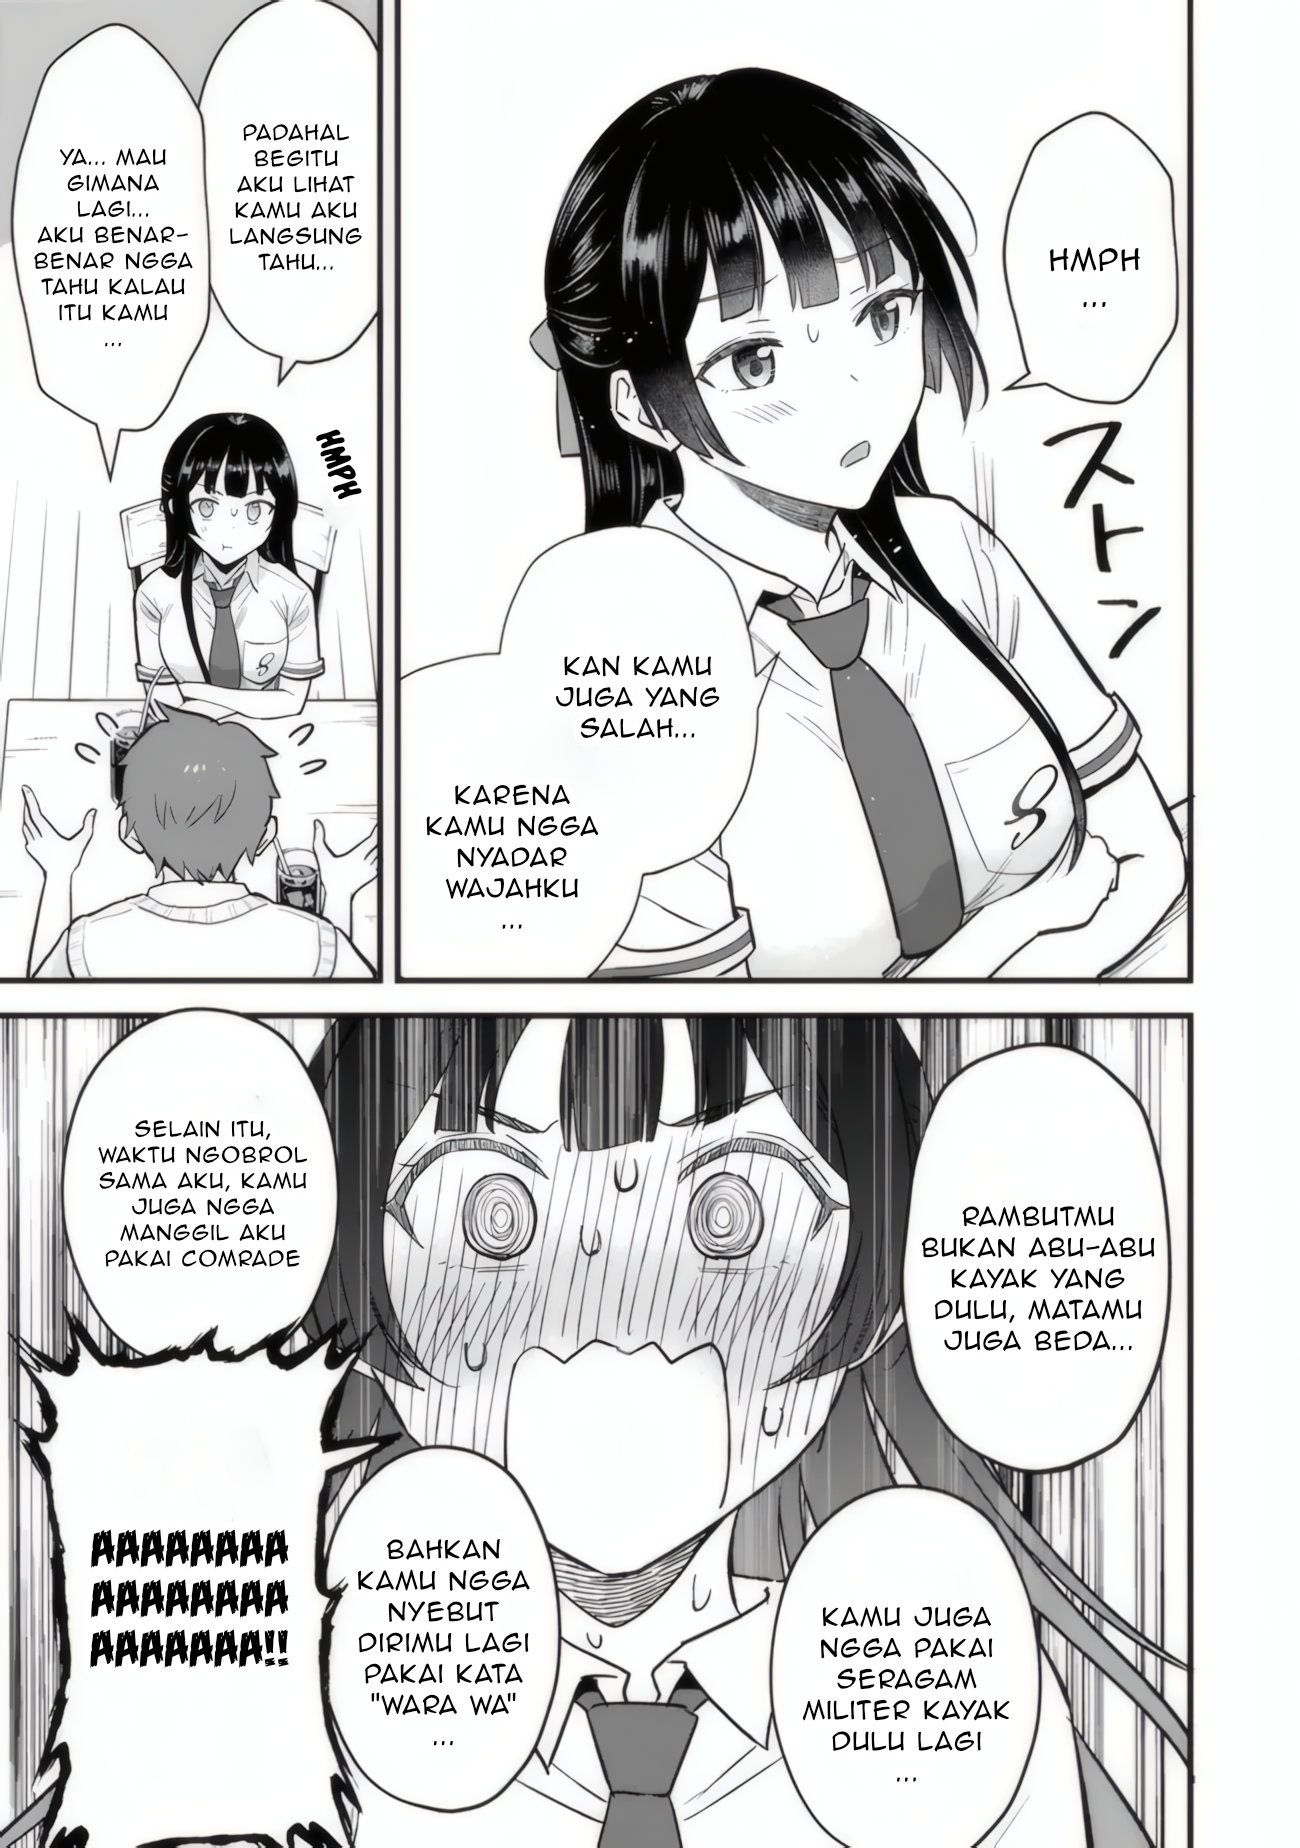 HMPH
...
ストン
KAN KAMU
JUGA YANG
SALAH...
KARENA
KAMU NGGA
NYADAR
WAJAHKU
...
PADAHAL
BEGITU
AKU LIHAT
KAMU AKU
LANGSUNG
TAHU...
YA... MAU
GIMANA
LAGI...
AKU BENAR-
BENAR NGGA
TAHU KALAU
ITU KAMU
...
HMPH
S
S
RAMBUTMU
BUKAN ABU-ABU
KAYAK YANG
DULU, MATAMU
JUGA BEDA...
KAMU JUGA
NGGA PAKAI
SERAGAM
MILITER KAYAK
DULU LAGI
...
SELAIN ITU,
WAKTU NGOBROL
SAMA AKU, KAMU
JUGA NGGA
MANGGIL AKU
PAKAI COMRADE
BAHKAN
KAMU NGGA
NYEBUT
DIRIMU LAGI
PAKAI KATA
"WARA WA"
...
AAAAAAAA
AAAAAAAA
AAAAAAA!!